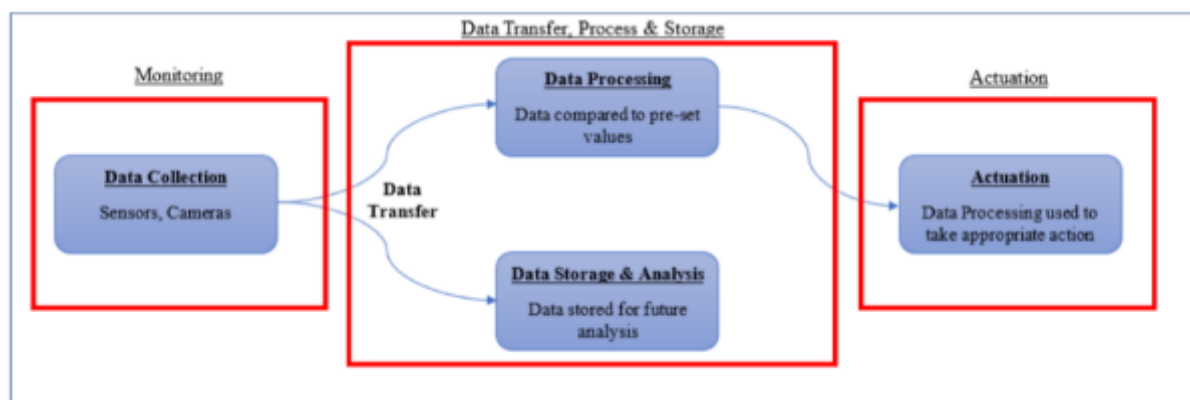 Data Transfer, Process & Storage
Monitoring
Actuation
Data Collection
Sensors, Cameras
Data
Transfer
Data Processing
Data compared to pre-set
values
Data Storage & Analysis
Data stored for future
analysis
Actuation
Data Processing used to
take appropriate action